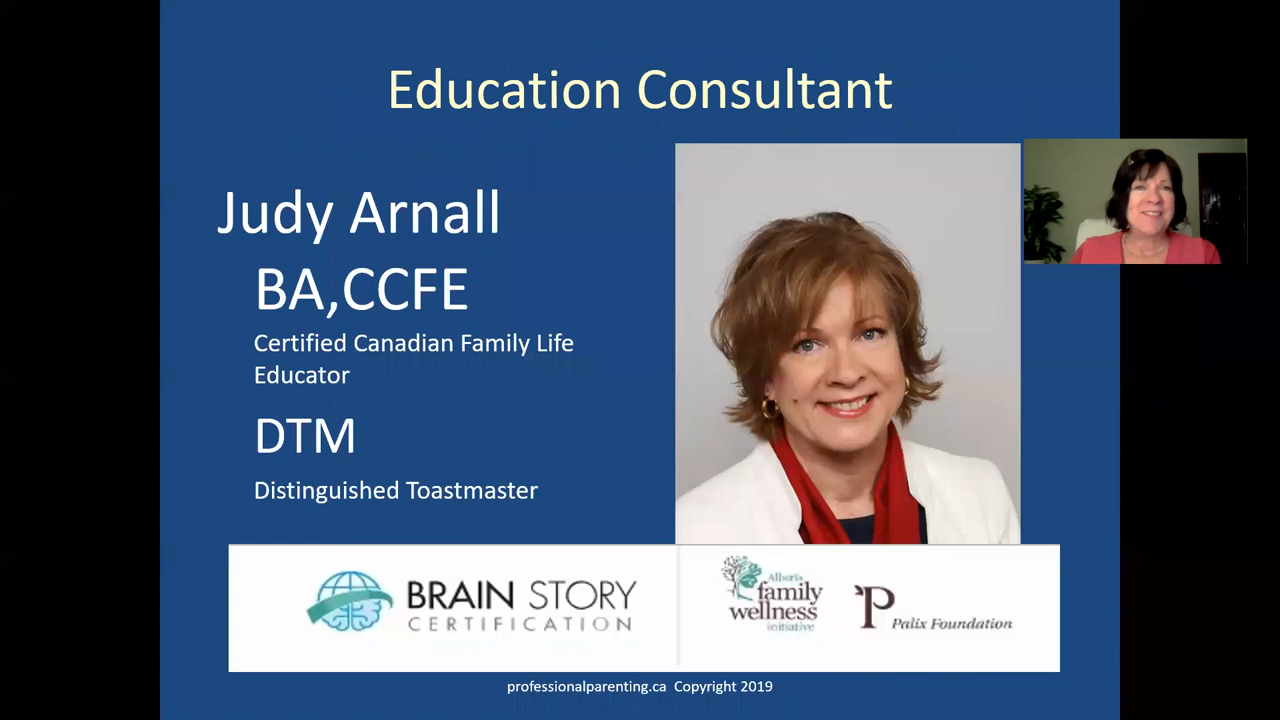 Education Consultant
Judy Arnall
BA,CCFE
Certified Canadian Family Life
Educator
DTM
Distinguished Toastmaster
BRAIN STORY
CERTIFICATION
Alberta
family
wellness
initiative
P
Palix Foundation
professionalparenting.ca Copyright 2019